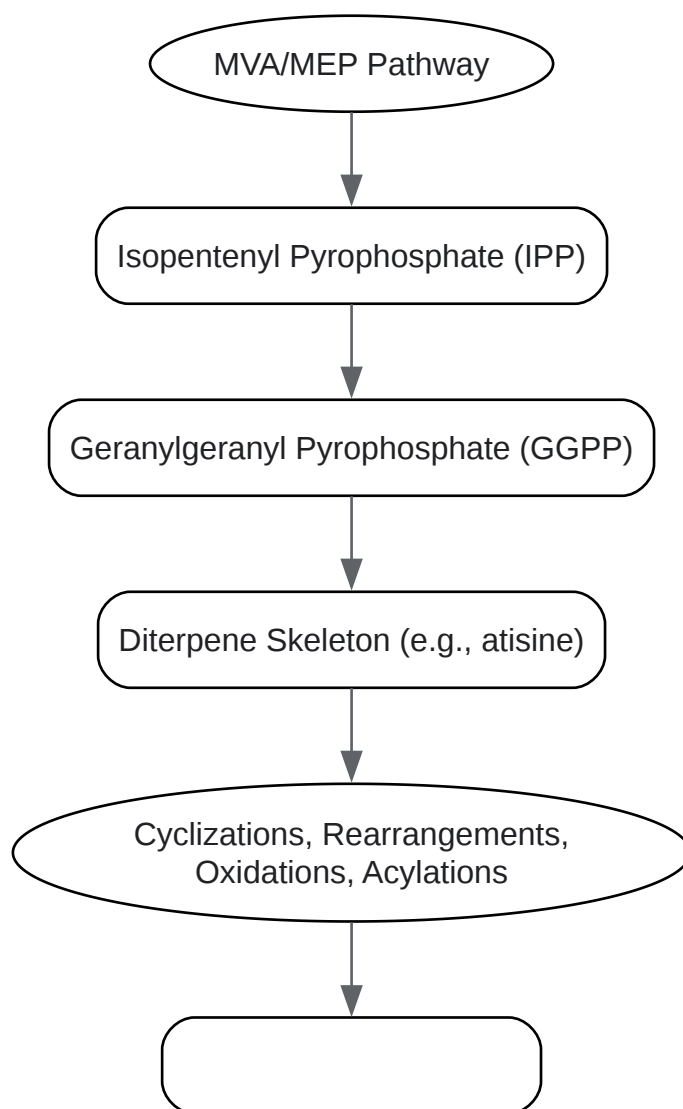 MVA/MEP Pathway
Isopentenyl Pyrophosphate (IPP)
Geranylgeranyl Pyrophosphate (GGPP)
Diterpene Skeleton (e.g., atisine)
Cyclizations, Rearrangements,
Oxidations, Acylations